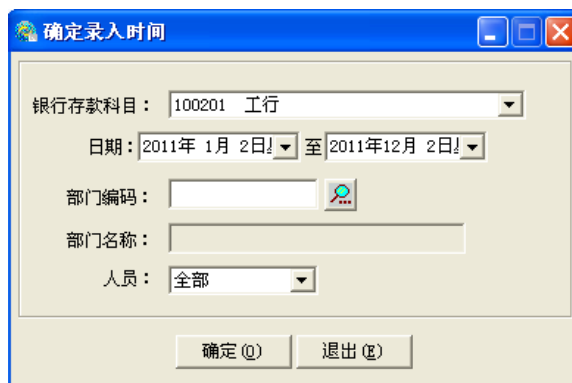 确定录入时间
银行存款科目： 100201 工行
日期： 2011年 1月 2日 至 2011年12月 2日
部门编码：
部门名称：
人员： 全部
确定(O) 退出(E)